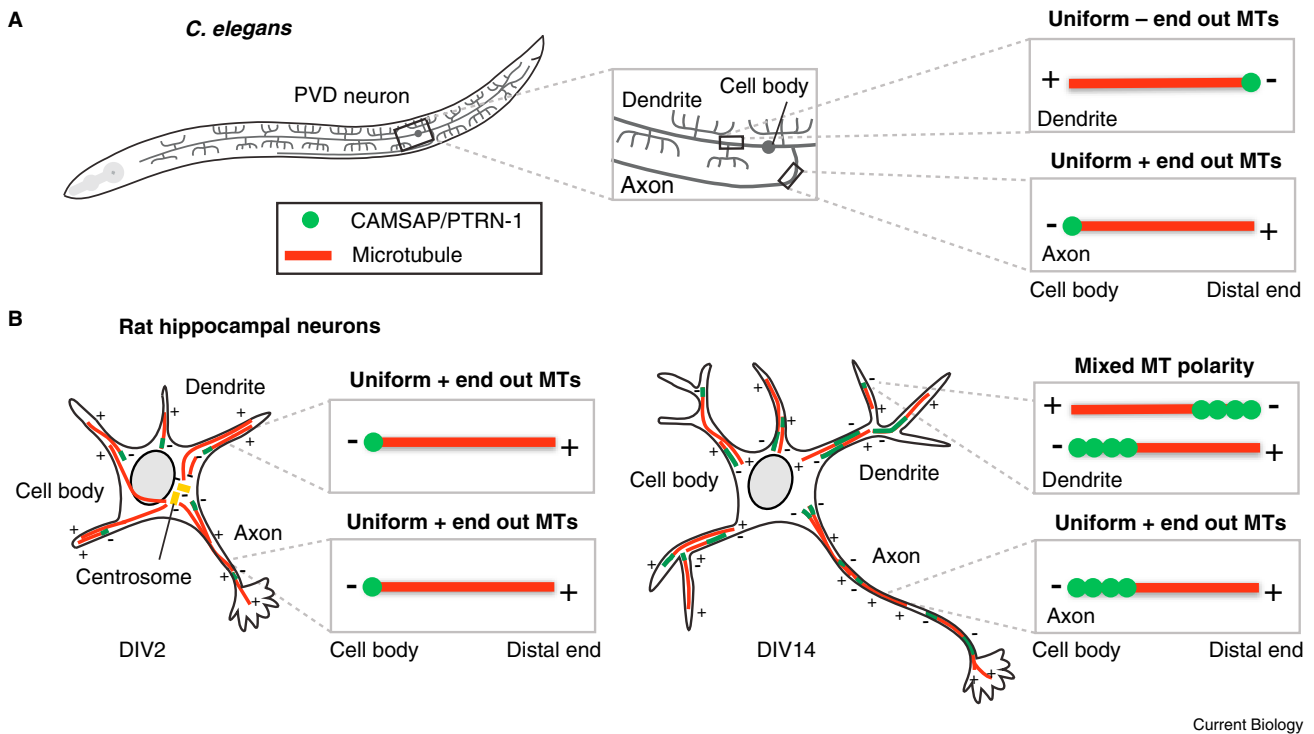 A
C. elegans
PVD neuron
CAMSAP/PTRN-1
Microtubule
Dendrite
Cell body
Axon
Uniform – end out MTs
+ -
Dendrite
Uniform + end out MTs
- +
Axon
Cell body Distal end
B
Rat hippocampal neurons
Dendrite
Cell body
Axon
Centrosome
DIV2
Uniform + end out MTs
- +
Uniform + end out MTs
- +
Cell body Distal end
Cell body
Dendrite
Axon
DIV14
Mixed MT polarity
+ -
- +
Dendrite
Uniform + end out MTs
- +
Axon
Cell body Distal end
Current Biology